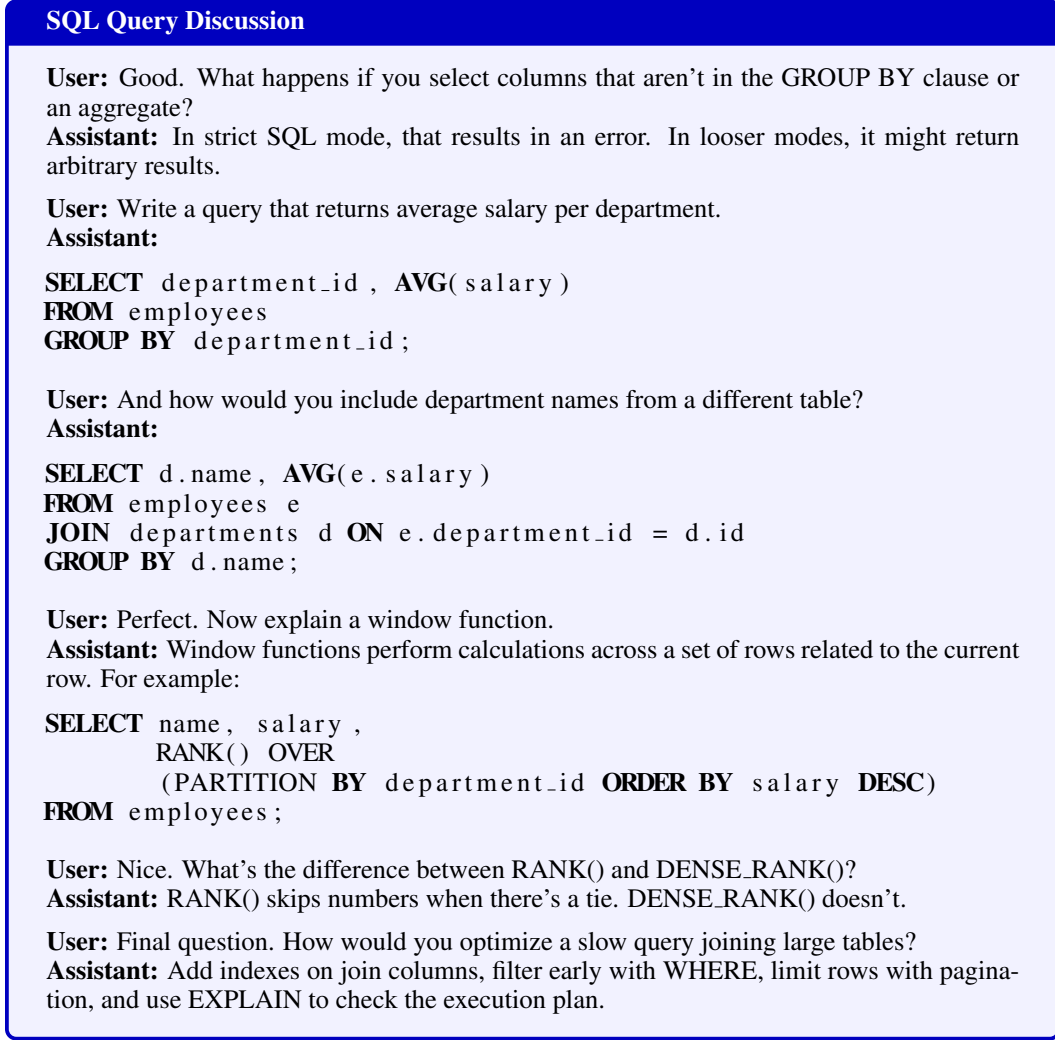 SQL Query Discussion
User: Good. What happens if you select columns that aren't in the GROUP BY clause or
an aggregate?
Assistant: In strict SQL mode, that results in an error. In looser modes, it might return
arbitrary results.
User: Write a query that returns average salary per department.
Assistant:
SELECT department_id, AVG(salary)
FROM employees
GROUP BY department_id;
User: And how would you include department names from a different table?
Assistant:
SELECT d.name, AVG(e.salary)
FROM employees e
JOIN departments d ON e.department_id = d.id
GROUP BY d.name;
User: Perfect. Now explain a window function.
Assistant: Window functions perform calculations across a set of rows related to the current
row. For example:
SELECT name, salary,
RANK() OVER
(PARTITION BY department_id ORDER BY salary DESC)
FROM employees;
User: Nice. What's the difference between RANK() and DENSE_RANK()?
Assistant: RANK() skips numbers when there's a tie. DENSE_RANK() doesn't.
User: Final question. How would you optimize a slow query joining large tables?
Assistant: Add indexes on join columns, filter early with WHERE, limit rows with pagina-
tion, and use EXPLAIN to check the execution plan.